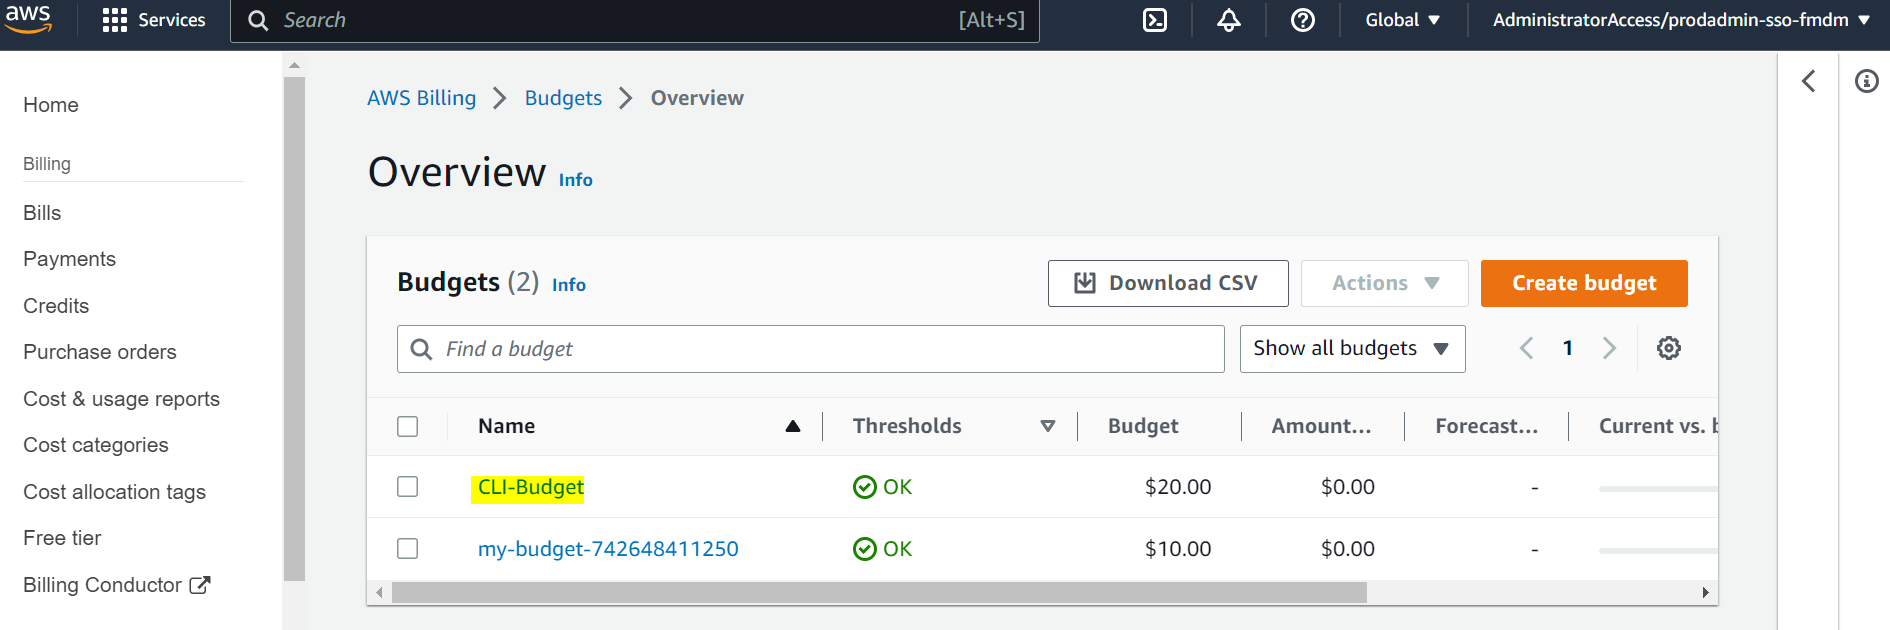 aws
Services
Search
[Alt+S]
Global
AdministratorAccess/prodadmin-sso-fmdm
Home
Billing
Bills
Payments
Credits
Purchase orders
Cost & usage reports
Cost categories
Cost allocation tags
Free tier
Billing Conductor
AWS Billing > Budgets > Overview
Overview Info
Budgets (2) Info
Download CSV
Actions
Create budget
Find a budget
Show all budgets
1
Name Thresholds Budget Amount... Forecast... Current vs.
CLI-Budget OK $20.00 $0.00 -
my-budget-742648411250 OK $10.00 $0.00 -